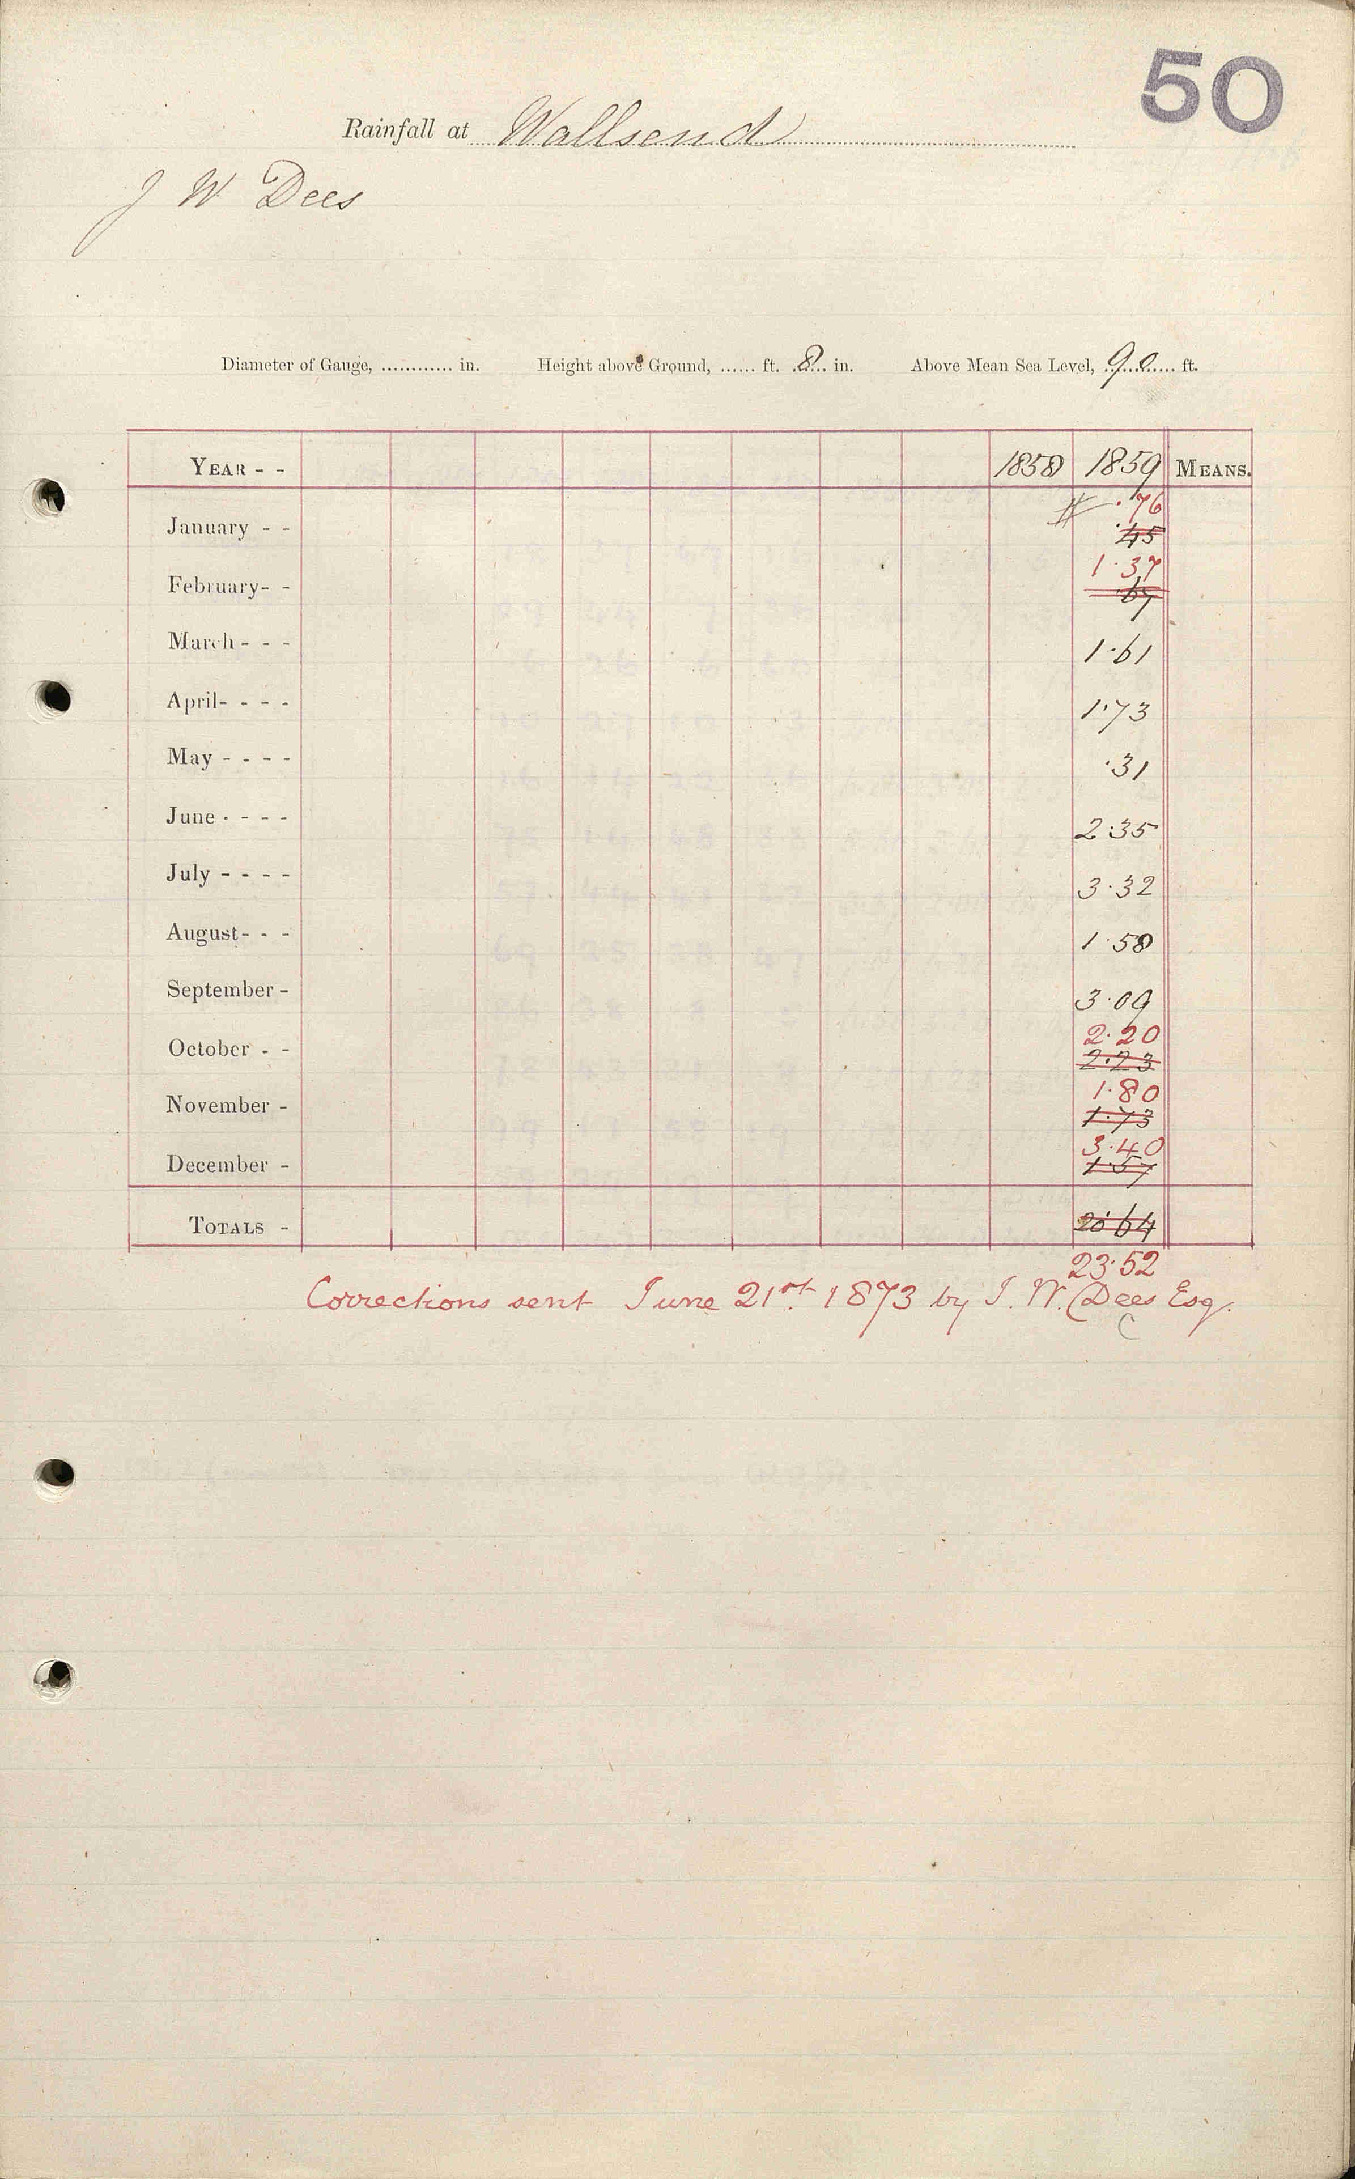 50
Rainfall at Wallsend
J W Dees
Diameter of Gauge, ............ in. Height above Ground, ...... ft. 8 in. Above Mean Sea Level, 90 ft.
YEAR - - 1858 1859 MEANS.
# .76
January - - .45
1.37
February- - .67
March - - - 1.61
April- - - - 1.73
May - - - - .31
June - - - - 2.35
July - - - - 3.32
August- - - 1.58
September - 3.09
2.20
October - - 2.23
1.80
November - 1.73
3.40
December - 1.57
TOTALS - 20.64
23.52
Corrections sent June 21st 1873 by J. W. Dees Esq.